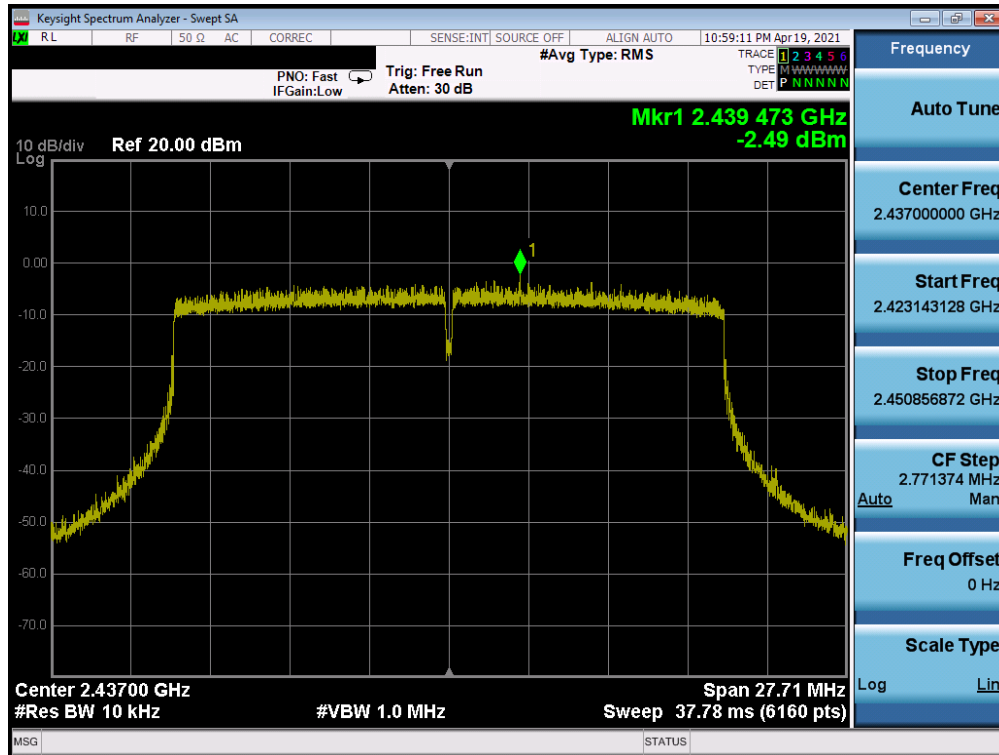 Keysight Spectrum Analyzer - Swept SA
LXI RL RF 50 Ω AC CORREC SENSE:INT SOURCE OFF ALIGN AUTO 10:59:11 PM Apr 19, 2021
#Avg Type: RMS
TRACE 1 2 3 4 5 6
TYPE M W W W W W
DET P N N N N N
PNO: Fast
IFGain:Low
Trig: Free Run
Atten: 30 dB
Mkr1 2.439 473 GHz
-2.49 dBm
10 dB/div
Log
Ref 20.00 dBm
10.0
0.00
-10.0
-20.0
-30.0
-40.0
-50.0
-60.0
-70.0
1
Center 2.43700 GHz
Span 27.71 MHz
#Res BW 10 kHz
#VBW 1.0 MHz
Sweep 37.78 ms (6160 pts)
MSG
STATUS
Frequency
Auto Tune
Center Freq
2.437000000 GHz
Start Freq
2.423143128 GHz
Stop Freq
2.450856872 GHz
CF Step
2.771374 MHz
Auto Man
Freq Offset
0 Hz
Scale Type
Log Lin